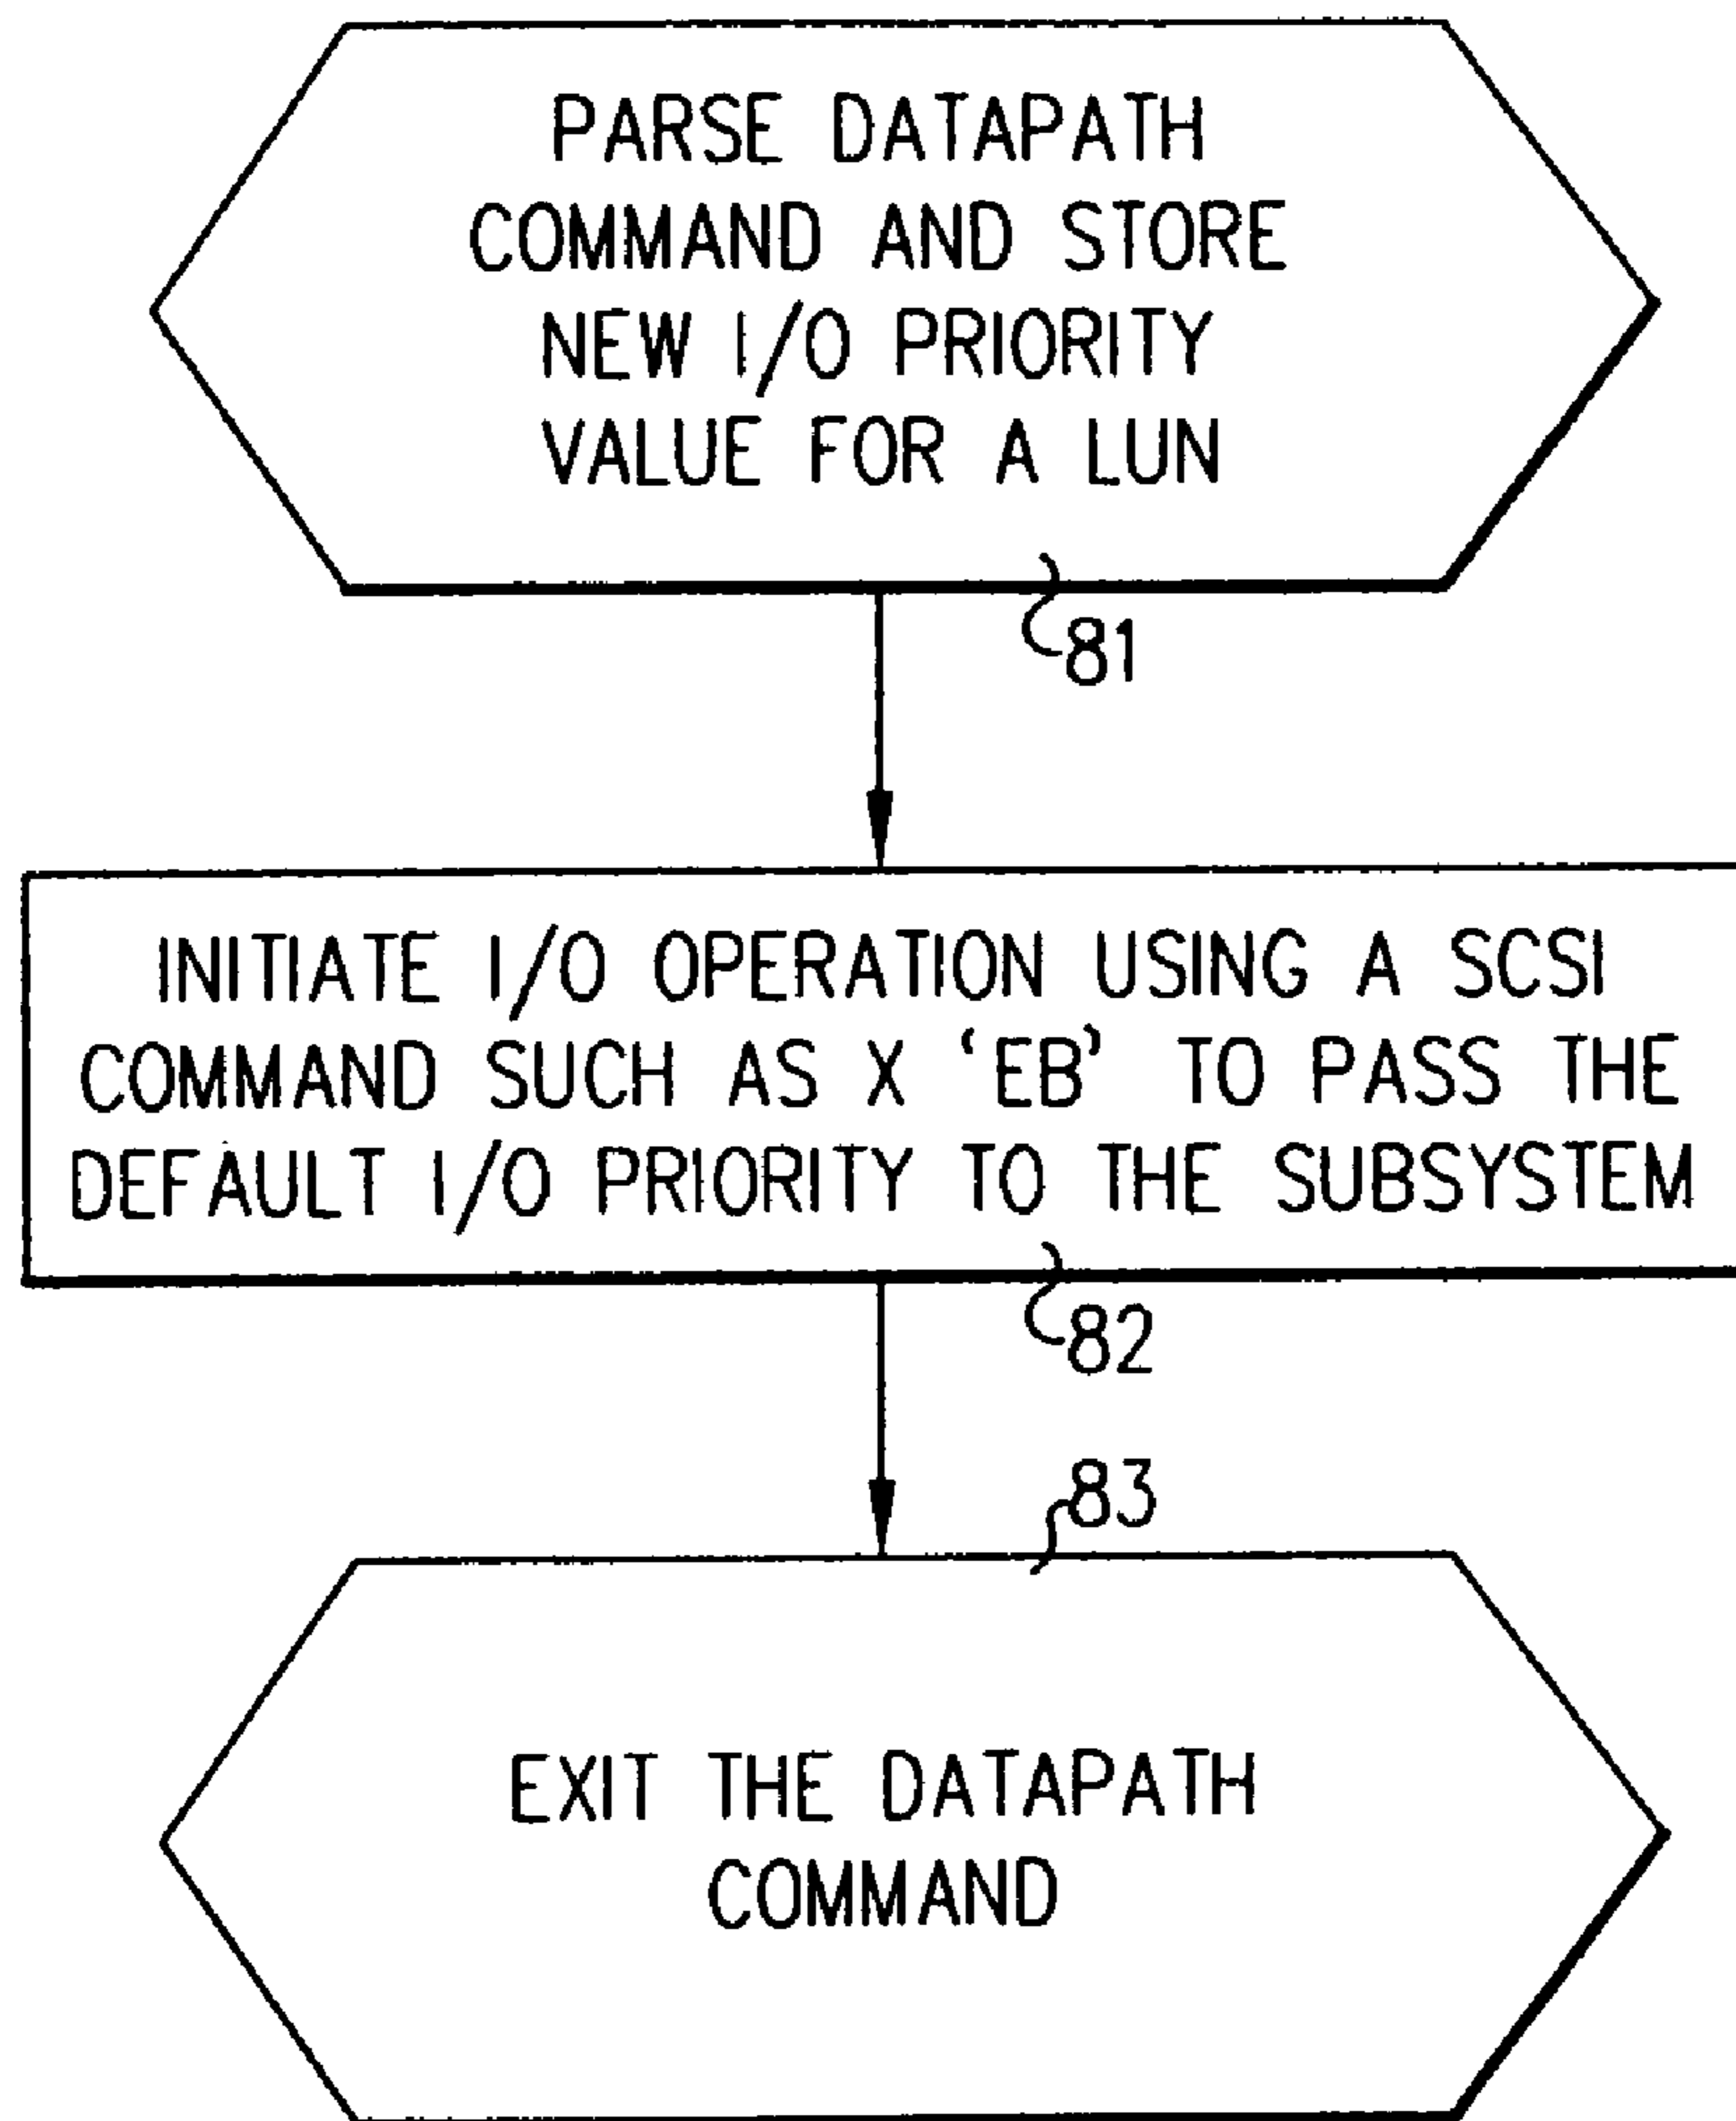 PARSE DATAPATH
COMMAND AND STORE
NEW I/O PRIORITY
VALUE FOR A LUN
81
INITIATE I/O OPERATION USING A SCSI
COMMAND SUCH AS X ‘EB’ TO PASS THE
DEFAULT I/O PRIORITY TO THE SUBSYSTEM
82
83
EXIT THE DATAPATH
COMMAND